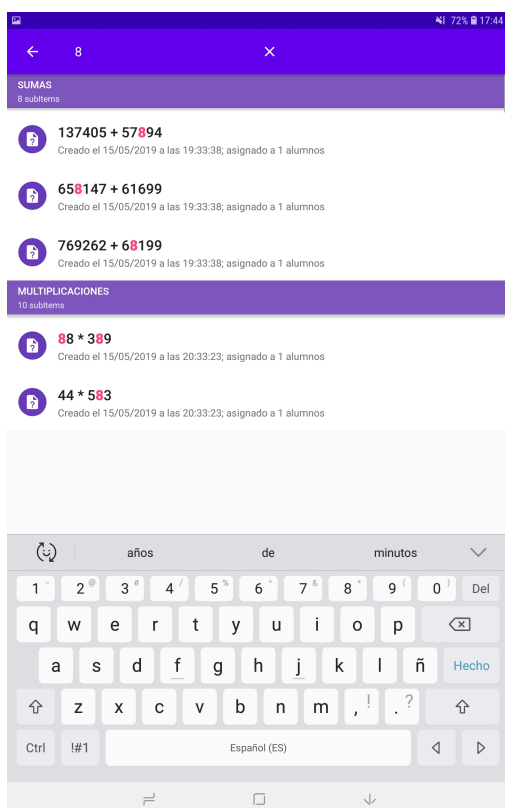 72% 17:44
8
SUMAS
8 subItems
137405 + 57894
Creado el 15/05/2019 a las 19:33:38; asignado a 1 alumnos
658147 + 61699
Creado el 15/05/2019 a las 19:33:38; asignado a 1 alumnos
769262 + 68199
Creado el 15/05/2019 a las 19:33:38; asignado a 1 alumnos
MULTIPLICACIONES
10 subItems
88 * 389
Creado el 15/05/2019 a las 20:33:23; asignado a 1 alumnos
44 * 583
Creado el 15/05/2019 a las 20:33:23; asignado a 1 alumnos
años de minutos
1 ~ 2 @ 3 # 4 / 5 % 6 ^ 7 & 8 * 9 ( 0 ) Del
q w e r t y u i o p
a s d f g h j k l ñ Hecho
z x c v b n m , ! . ?
Ctrl !#1 Español (ES)